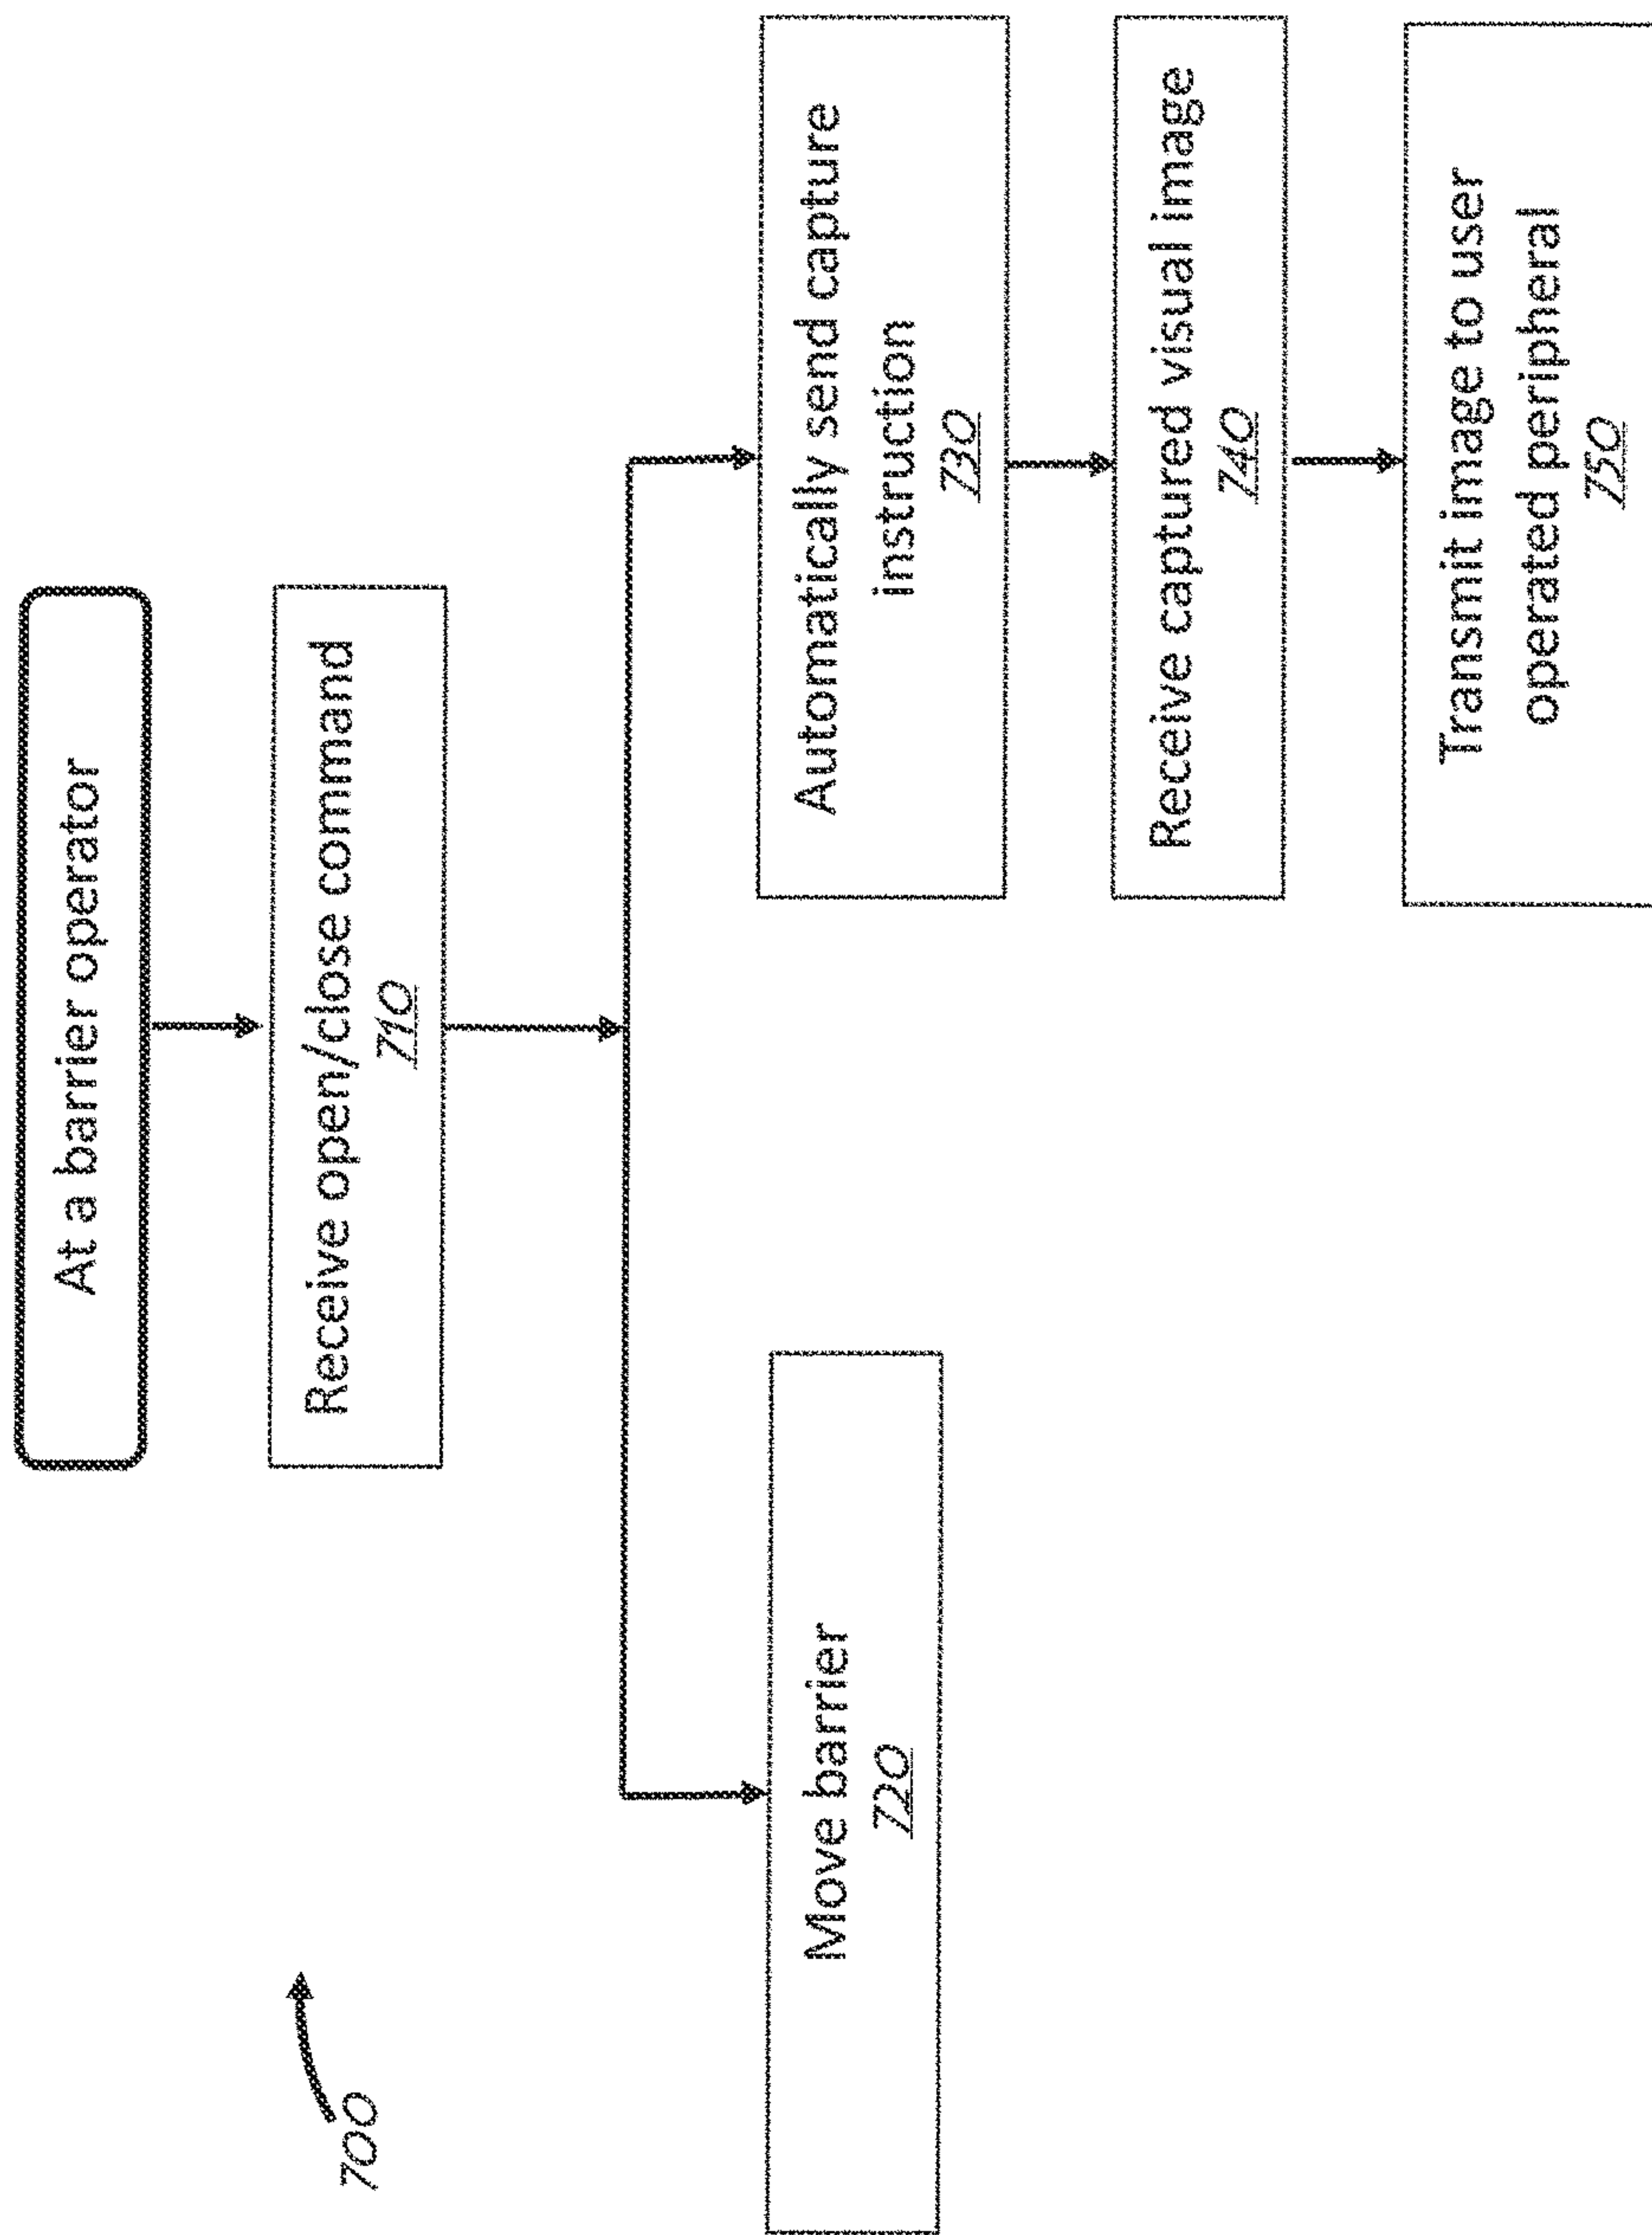 At a barrier operator
Receive open/close command
710
700
Move barrier
720
Automatically send capture
instruction
730
Receive captured visual image
740
Transmit image to user
operated peripheral
750